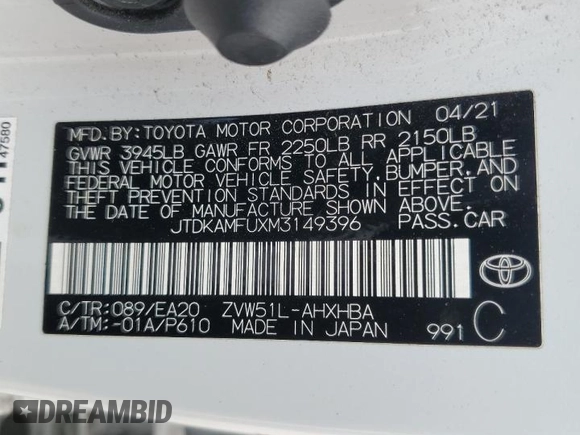 47580
MFD.BY:TOYOTA MOTOR CORPORATION 04/21
GVWR 3945LB GAWR FR 2250LB RR 2150LB
THIS VEHICLE CONFORMS TO ALL APPLICABLE
FEDERAL MOTOR VEHICLE SAFETY,BUMPER,AND
THEFT PREVENTION STANDARDS IN EFFECT ON
THE DATE OF MANUFACTURE SHOWN ABOVE.
JTDKAMFUXM3149396 PASS.CAR
TOYOTA
C/TR:089/EA20 ZVW51L-AHXHBA
A/TM:-01A/P610 MADE IN JAPAN 991 C
DREAMBID